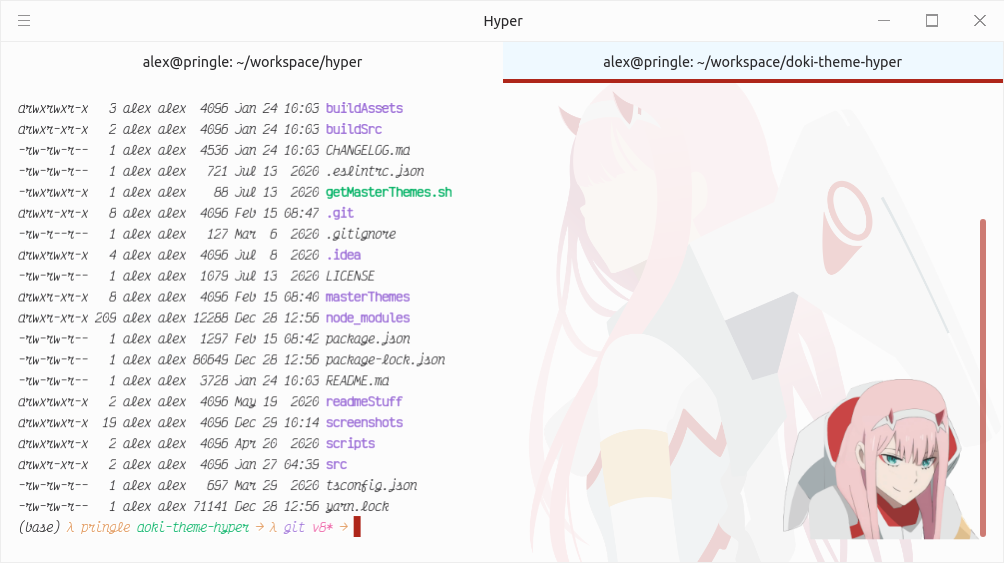 Hyper
alex@pringle: ~/workspace/hyper
alex@pringle: ~/workspace/doki-theme-hyper
drwxrwxr-x   3 alex alex  4096 Jan 24 10:03 buildAssets
drwxr-xr-x   2 alex alex  4096 Jan 24 10:03 buildSrc
-rw-rw-r--   1 alex alex  4536 Jan 24 10:03 CHANGELOG.md
-rw-rw-r--   1 alex alex   721 Jul 13  2020 .eslintrc.json
-rwxrwxr-x   1 alex alex    88 Jul 13  2020 getMasterThemes.sh
drwxr-xr-x   8 alex alex  4096 Feb 15 08:47 .git
-rw-r--r--   1 alex alex   127 Mar  6  2020 .gitignore
drwxrwxr-x   4 alex alex  4096 Jul  8  2020 .idea
-rw-rw-r--   1 alex alex  1079 Jul 13  2020 LICENSE
drwxr-xr-x   8 alex alex  4096 Feb 15 08:40 masterThemes
drwxrwxr-x 209 alex alex 12288 Dec 28 12:56 node_modules
-rw-rw-r--   1 alex alex  1297 Feb 15 08:42 package.json
-rw-rw-r--   1 alex alex 80649 Dec 28 12:56 package-lock.json
-rw-rw-r--   1 alex alex  3728 Jan 24 10:03 README.md
drwxrwxr-x   2 alex alex  4096 May 19  2020 readmeStuff
drwxrwxr-x  19 alex alex  4096 Dec 29 10:14 screenshots
drwxrwxr-x   2 alex alex  4096 Apr 20  2020 scripts
drwxr-xr-x   2 alex alex  4096 Jan 27 04:39 src
-rw-rw-r--   1 alex alex   697 Mar 29  2020 tsconfig.json
-rw-rw-r--   1 alex alex 71141 Dec 28 12:56 yarn.lock
(base) λ pringle doki-theme-hyper → λ git v8* →